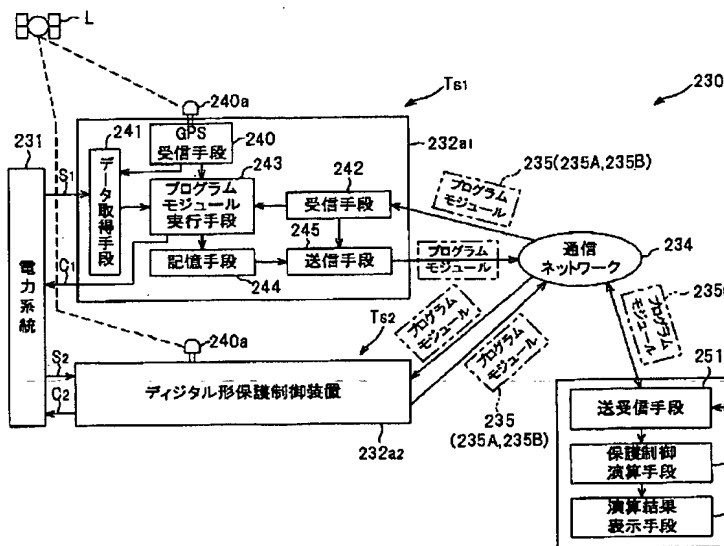 L
230
TS1
240a
231
241
GPS
受信手段
240
243
232a1
S1
データ取得手段
プログラム
モジュール
実行手段
242
受信手段
235(235A,235B)
プログラム
モジュール
245
送信手段
プログラム
モジュール
通信
ネットワーク
234
C1
記憶手段
244
電力系統
240a
TS2
プログラム
モジュール
プログラム
モジュール
プログラム
モジュール
S2
C2
ディジタル形保護制御装置
232a2
235
(235A,235B)
251
送受信手段
保護制御
演算手段
演算結果
表示手段